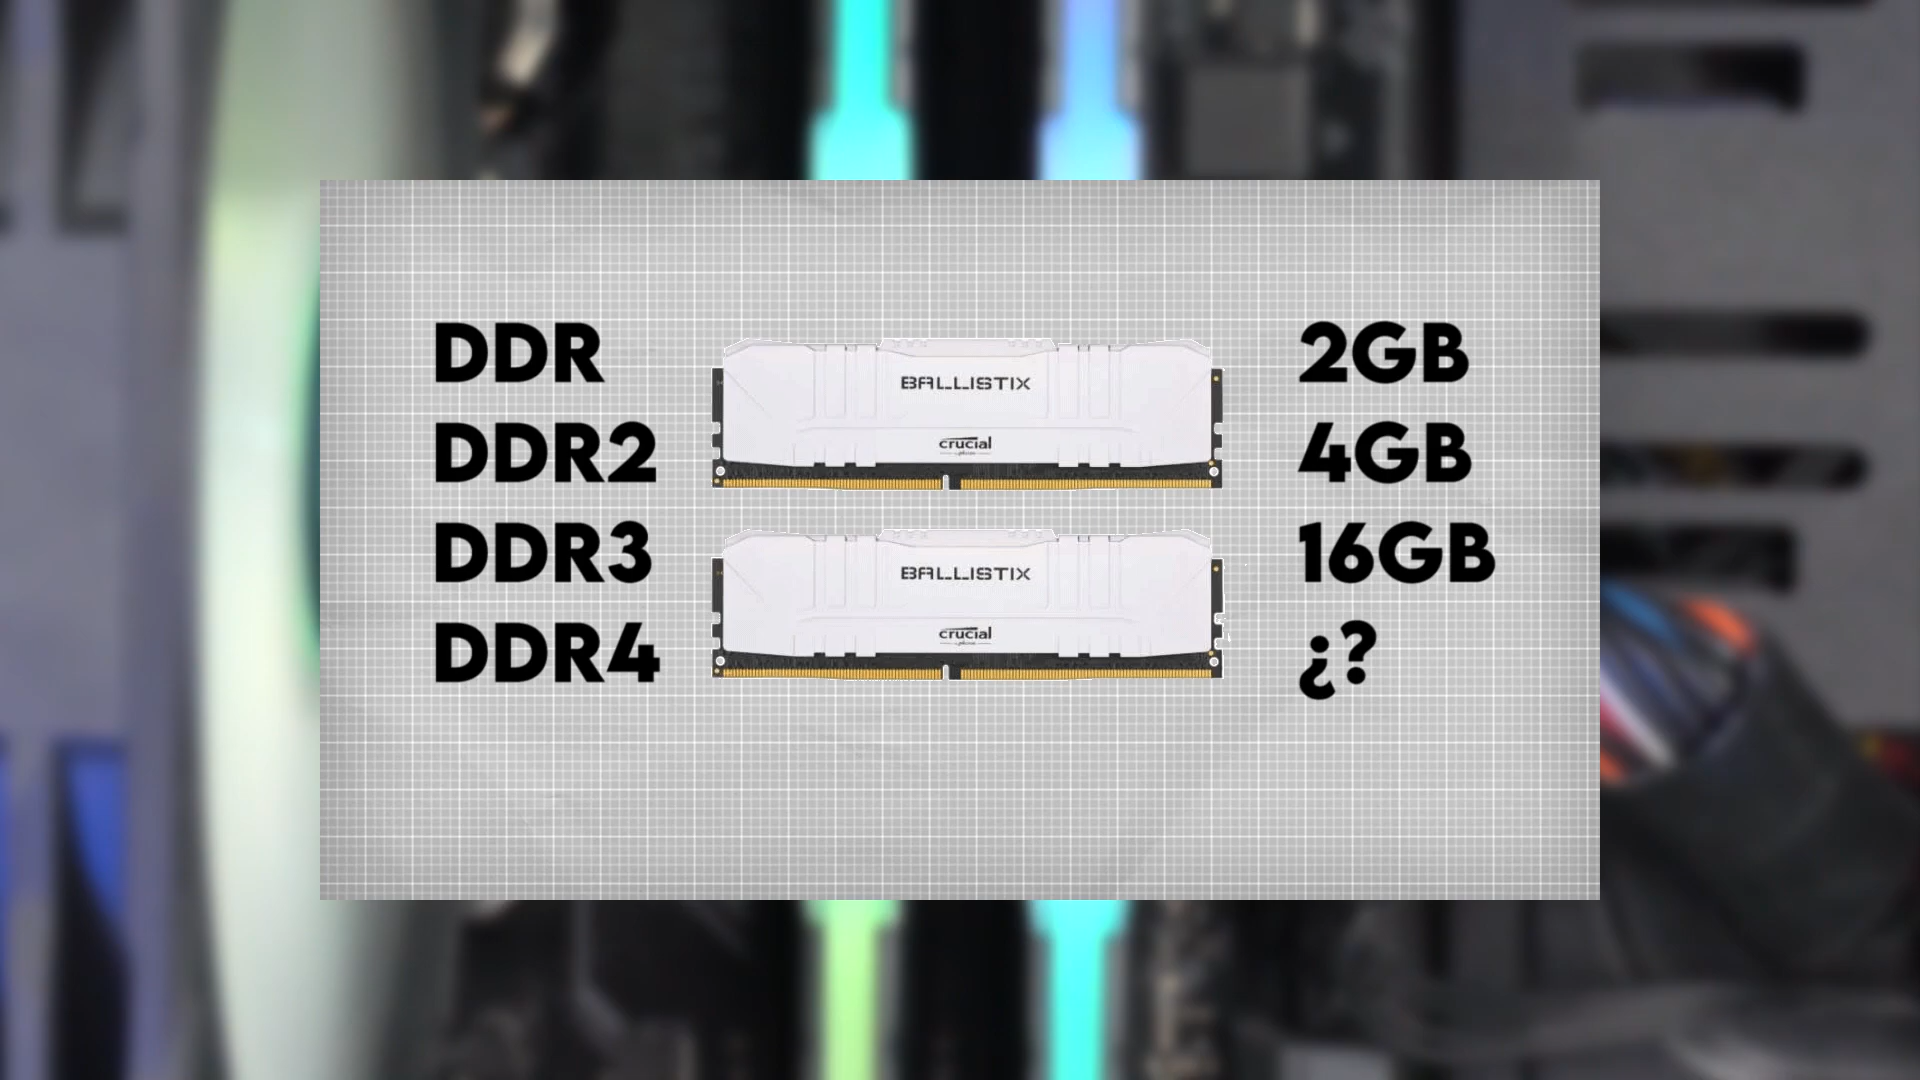 DDR
DDR2
DDR3
DDR4
BALLISTIX
crucial
BALLISTIX
crucial
2GB
4GB
16GB
¿?